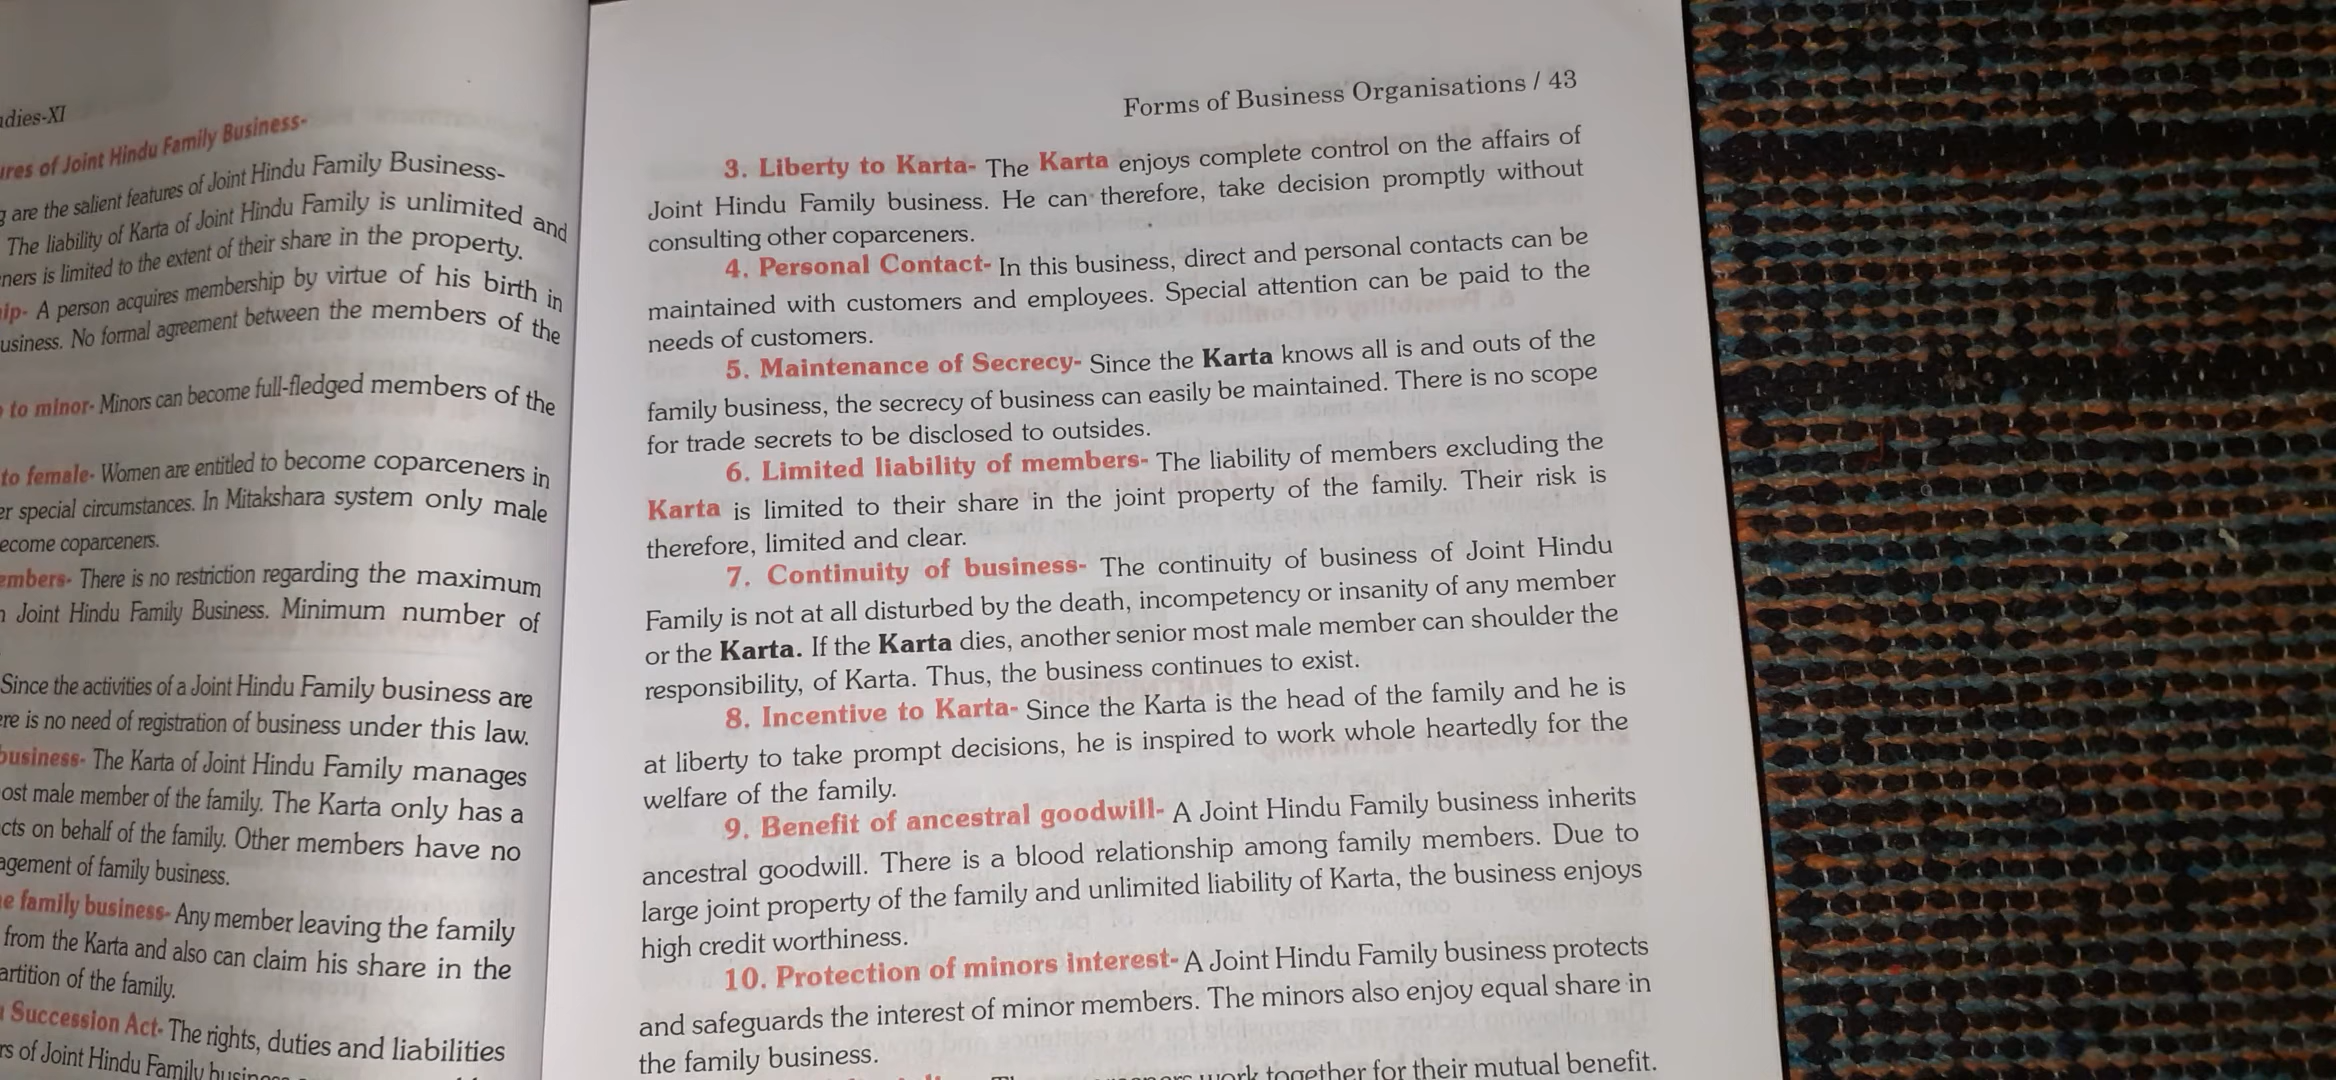 dies-XI
res of Joint Hindu Family Business-
are the salient features of Joint Hindu Family Business-
The liability of Karta of Joint Hindu Family is unlimited and
ners is limited to the extent of their share in the property.
ip- A person acquires membership by virtue of his birth in
usiness. No formal agreement between the members of the
to minor- Minors can become full-fledged members of the
to female- Women are entitled to become coparceners in
er special circumstances. In Mitakshara system only male
ecome coparceners.
embers- There is no restriction regarding the maximum
Joint Hindu Family Business. Minimum number of
Since the activities of a Joint Hindu Family business are
ere is no need of registration of business under this law.
business- The Karta of Joint Hindu Family manages
ost male member of the family. The Karta only has a
cts on behalf of the family. Other members have no
agement of family business.
e family business- Any member leaving the family
from the Karta and also can claim his share in the
artition of the family.
Succession Act- The rights, duties and liabilities
rs of Joint Hindu Family
Forms of Business Organisations / 43
3. Liberty to Karta- The Karta enjoys complete control on the affairs of
Joint Hindu Family business. He can therefore, take decision promptly without
consulting other coparceners.
4. Personal Contact- In this business, direct and personal contacts can be
maintained with customers and employees. Special attention can be paid to the
needs of customers.
5. Maintenance of Secrecy- Since the Karta knows all is and outs of the
family business, the secrecy of business can easily be maintained. There is no scope
for trade secrets to be disclosed to outsides.
6. Limited liability of members- The liability of members excluding the
Karta is limited to their share in the joint property of the family. Their risk is
therefore, limited and clear.
7. Continuity of business- The continuity of business of Joint Hindu
Family is not at all disturbed by the death, incompetency or insanity of any member
or the Karta. If the Karta dies, another senior most male member can shoulder the
responsibility, of Karta. Thus, the business continues to exist.
8. Incentive to Karta- Since the Karta is the head of the family and he is
at liberty to take prompt decisions, he is inspired to work whole heartedly for the
welfare of the family.
9. Benefit of ancestral goodwill- A Joint Hindu Family business inherits
ancestral goodwill. There is a blood relationship among family members. Due to
large joint property of the family and unlimited liability of Karta, the business enjoys
high credit worthiness.
10. Protection of minors interest- A Joint Hindu Family business protects
and safeguards the interest of minor members. The minors also enjoy equal share in
the family business.
work together for their mutual benefit.